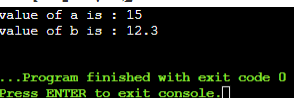 value of a is : 15
value of b is : 12.3
...Program finished with exit code 0
Press ENTER to exit console.